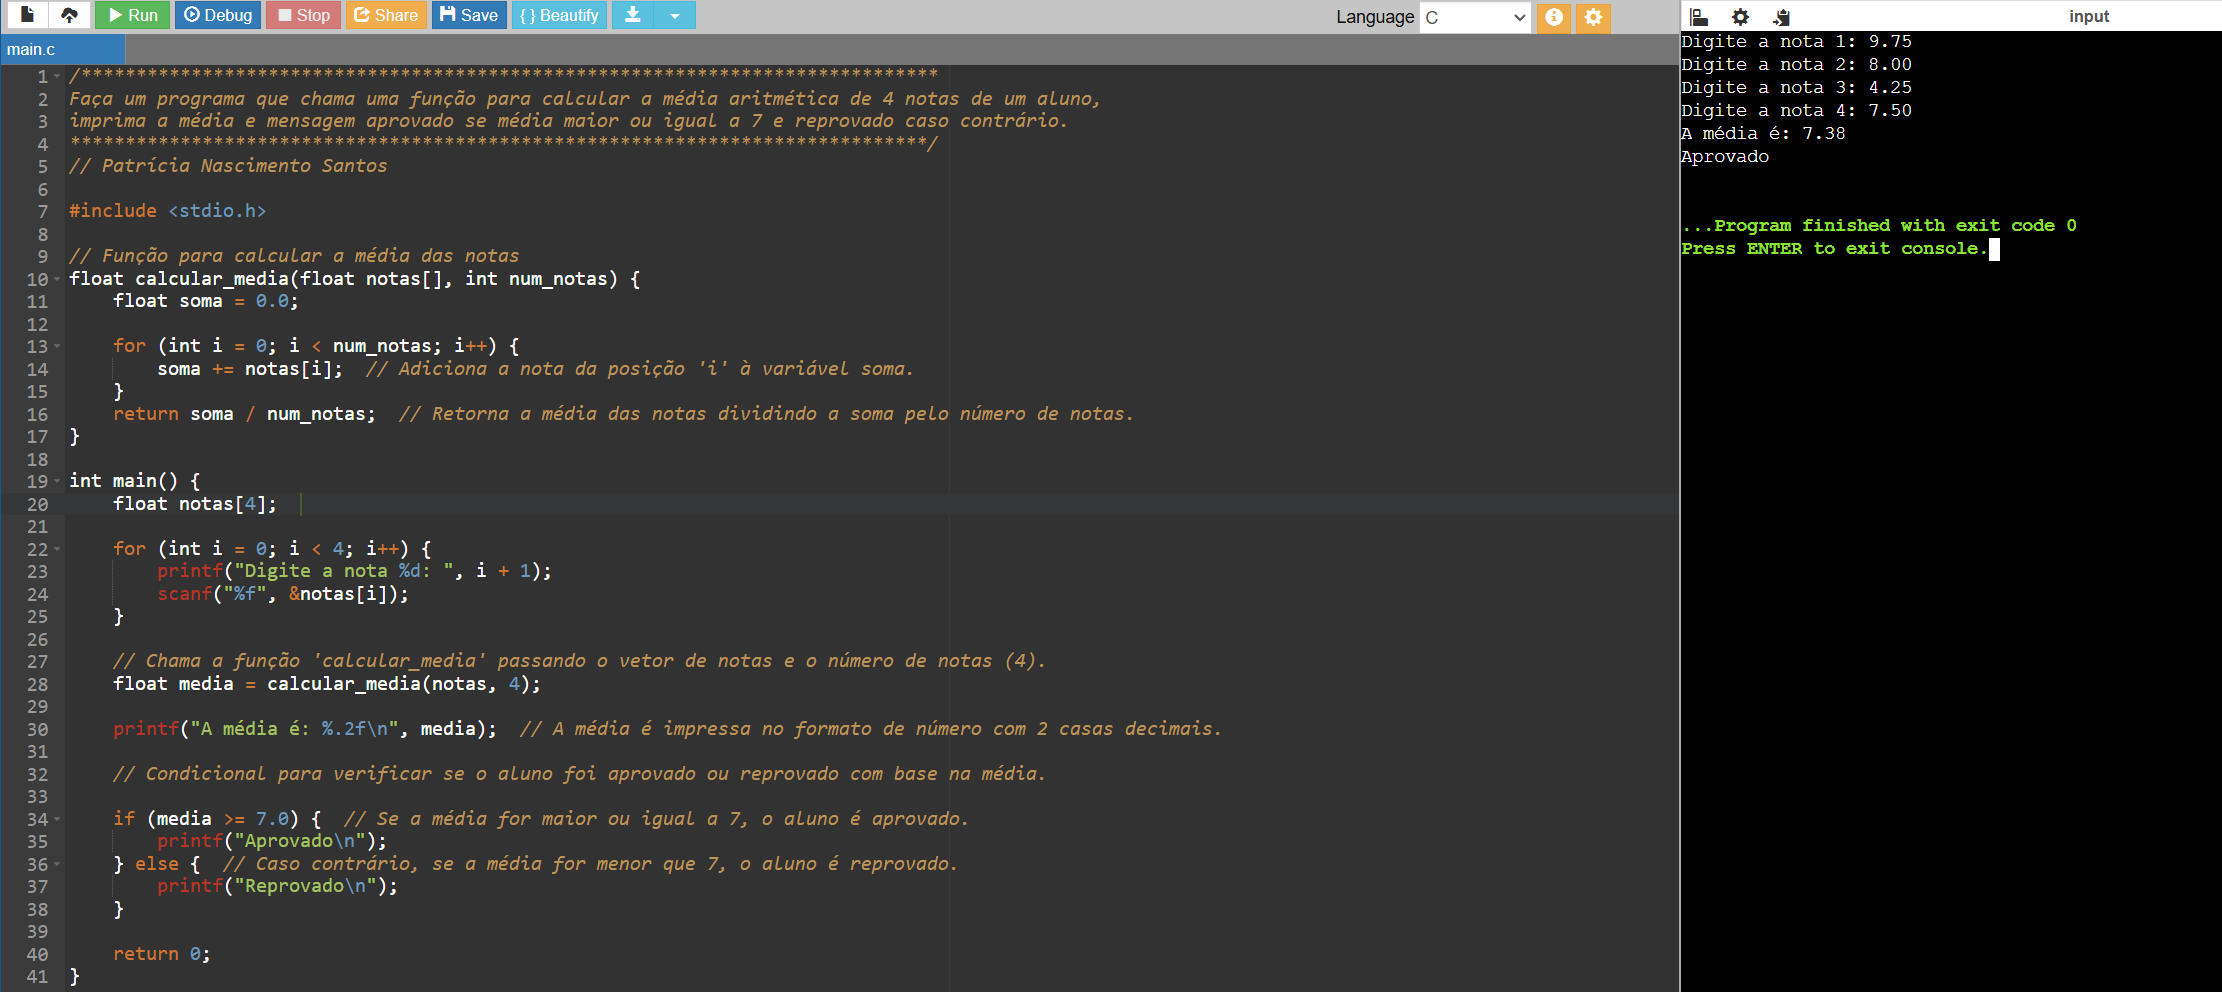 Run Debug Stop Share Save { } Beautify Language C input
main.c
1 /******************************************************************************
2 Faça um programa que chama uma função para calcular a média aritmética de 4 notas de um aluno,
3 imprima a média e mensagem aprovado se média maior ou igual a 7 e reprovado caso contrário.
4 ******************************************************************************/
5 // Patrícia Nascimento Santos
6
7 #include <stdio.h>
8
9 // Função para calcular a média das notas
10 float calcular_media(float notas[], int num_notas) {
11     float soma = 0.0;
12
13     for (int i = 0; i < num_notas; i++) {
14         soma += notas[i];  // Adiciona a nota da posição 'i' à variável soma.
15     }
16     return soma / num_notas;  // Retorna a média das notas dividindo a soma pelo número de notas.
17 }
18
19 int main() {
20     float notas[4];
21
22     for (int i = 0; i < 4; i++) {
23         printf("Digite a nota %d: ", i + 1);
24         scanf("%f", &notas[i]);
25     }
26
27     // Chama a função 'calcular_media' passando o vetor de notas e o número de notas (4).
28     float media = calcular_media(notas, 4);
29
30     printf("A média é: %.2f\n", media);  // A média é impressa no formato de número com 2 casas decimais.
31
32     // Condicional para verificar se o aluno foi aprovado ou reprovado com base na média.
33
34     if (media >= 7.0) {  // Se a média for maior ou igual a 7, o aluno é aprovado.
35         printf("Aprovado\n");
36     } else {  // Caso contrário, se a média for menor que 7, o aluno é reprovado.
37         printf("Reprovado\n");
38     }
39
40     return 0;
41 }
Digite a nota 1: 9.75
Digite a nota 2: 8.00
Digite a nota 3: 4.25
Digite a nota 4: 7.50
A média é: 7.38
Aprovado
...Program finished with exit code 0
Press ENTER to exit console.